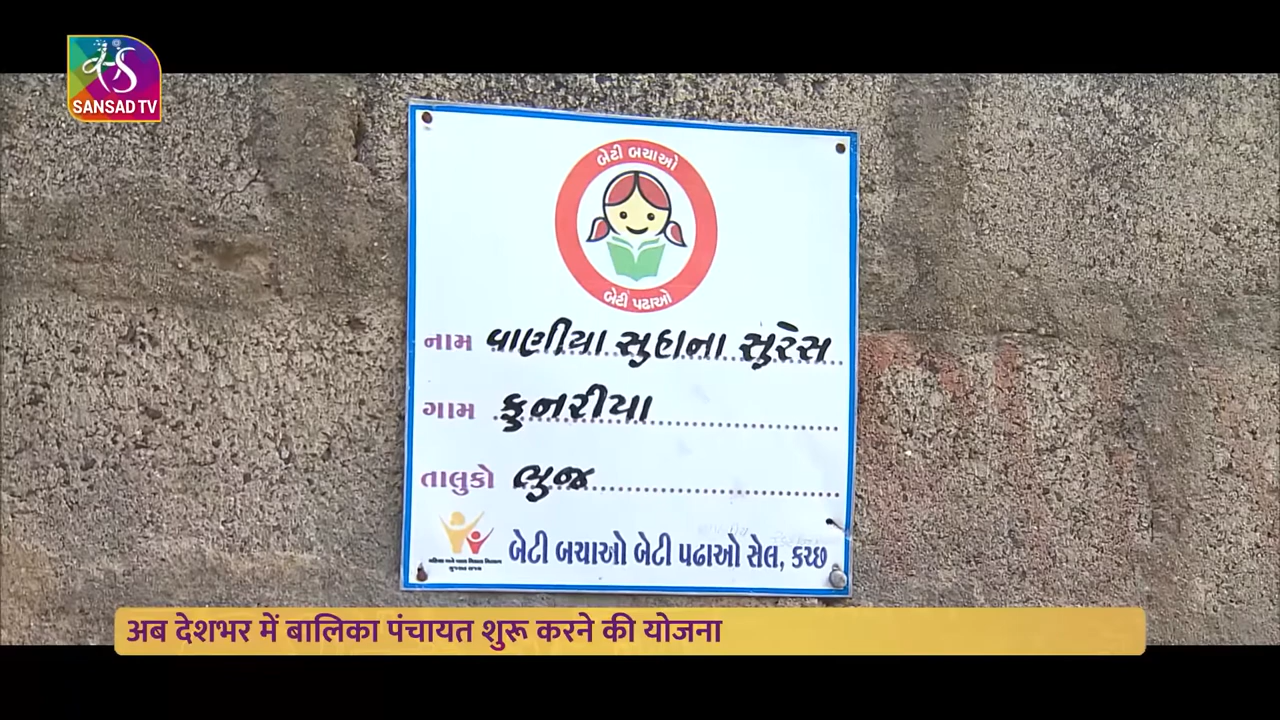 SANSAD TV
બેટી બચાઓ
બેટી પઢાઓ
નામ વાણીયા સુહાના સુરેસ
ગામ કુનરીયા
તાલુકો ભુજ
બેટી બચાઓ બેટી પઢાઓ સેલ, કચ્છ
अब देशभर में बालिका पंचायत शुरू करने की योजना